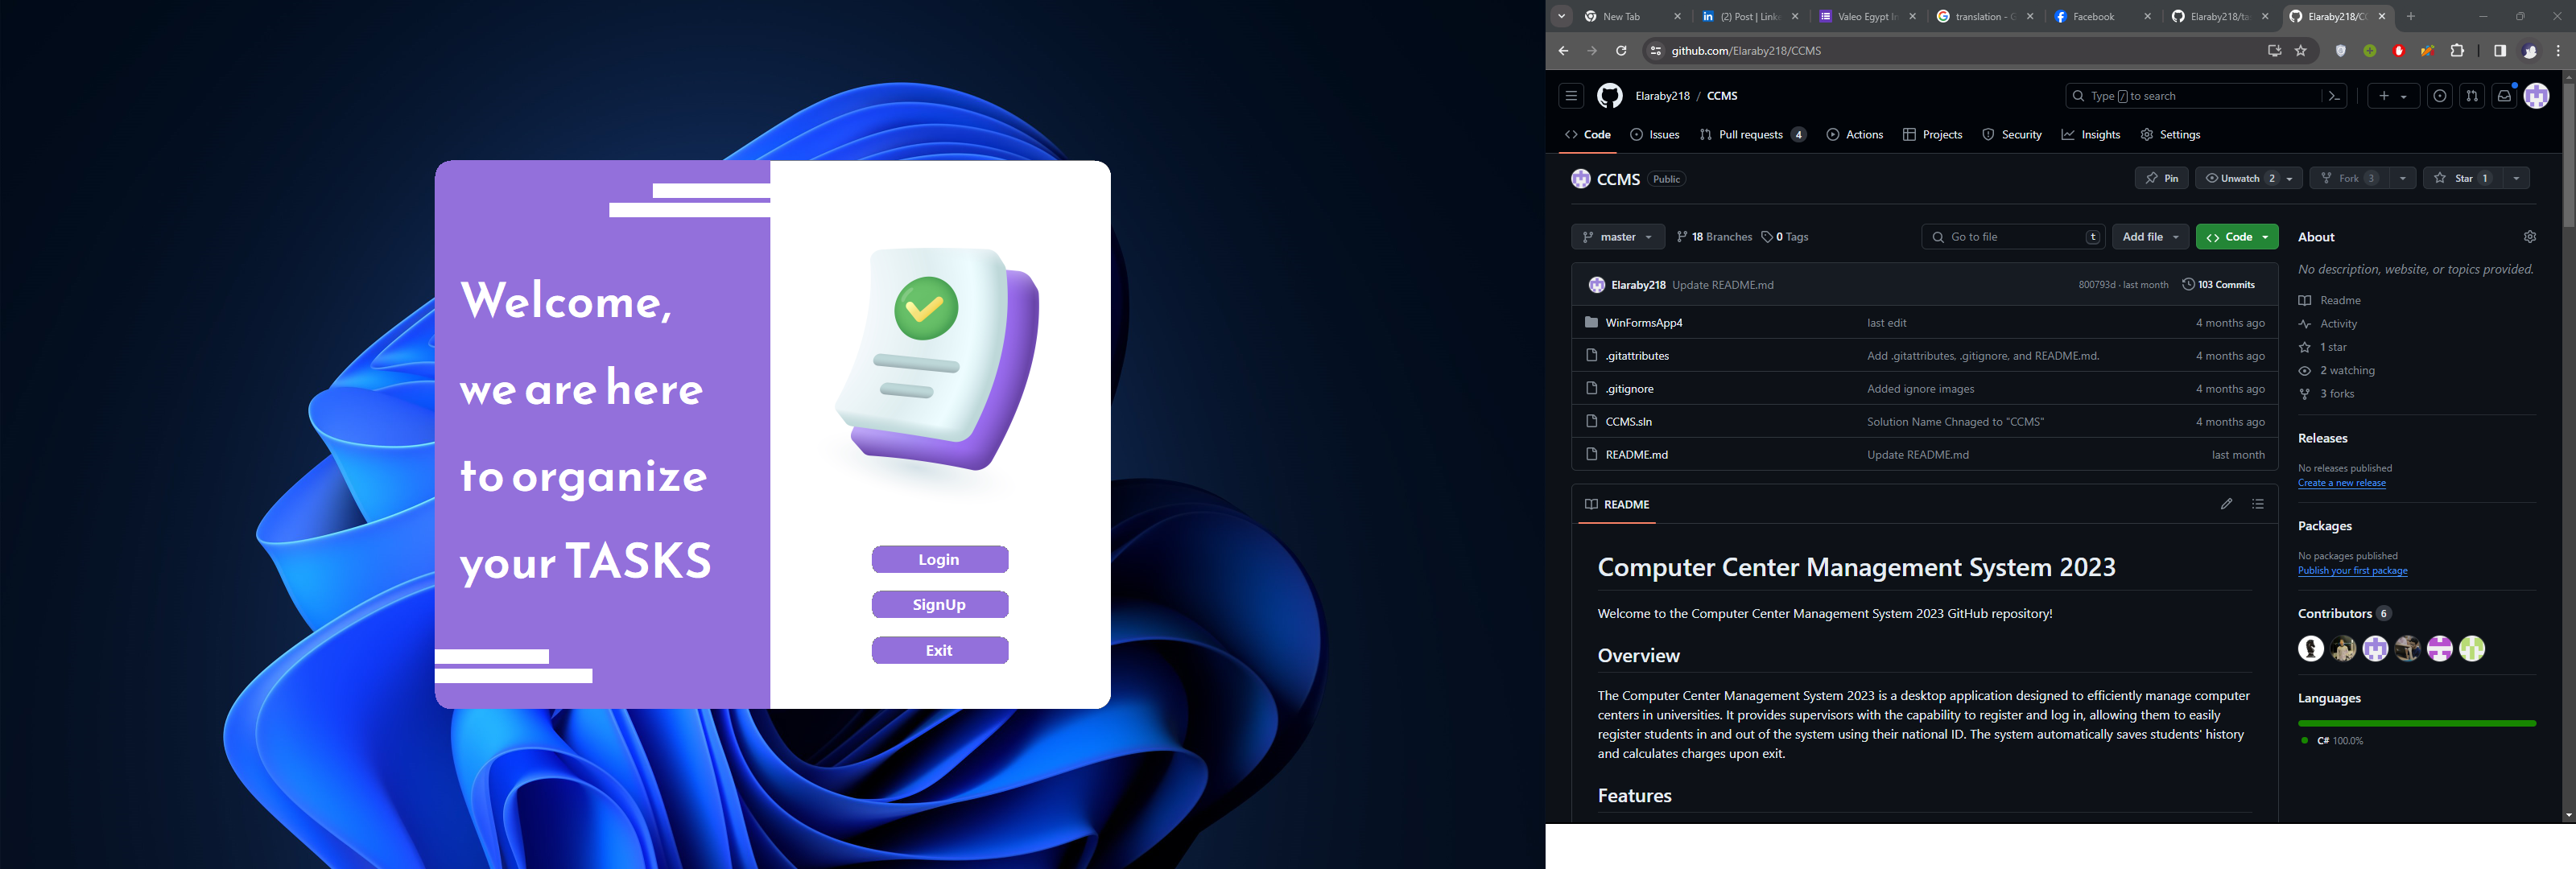 Welcome,
we are here
to organize
your TASKS
Login
SignUp
Exit
New Tab
(2) Post | Linke
Valeo Egypt In
translation - G
Facebook
Elaraby218/ta
Elaraby218/CC
github.com/Elaraby218/CCMS
Elaraby218 / CCMS
Type / to search
Code Issues Pull requests 4 Actions Projects Security Insights Settings
CCMS Public
Pin Unwatch 2 Fork 3 Star 1
master 18 Branches 0 Tags Go to file t Add file Code
Elaraby218 Update README.md 800793d · last month 103 Commits
WinFormsApp4 last edit 4 months ago
.gitattributes Add .gitattributes, .gitignore, and README.md. 4 months ago
.gitignore Added ignore images 4 months ago
CCMS.sln Solution Name Chnaged to "CCMS" 4 months ago
README.md Update README.md last month
README
Computer Center Management System 2023
Welcome to the Computer Center Management System 2023 GitHub repository!
Overview
The Computer Center Management System 2023 is a desktop application designed to efficiently manage computer
centers in universities. It provides supervisors with the capability to register and log in, allowing them to easily
register students in and out of the system using their national ID. The system automatically saves students' history
and calculates charges upon exit.
Features
About
No description, website, or topics provided.
Readme
Activity
1 star
2 watching
3 forks
Releases
No releases published
Create a new release
Packages
No packages published
Publish your first package
Contributors 6
Languages
C# 100.0%